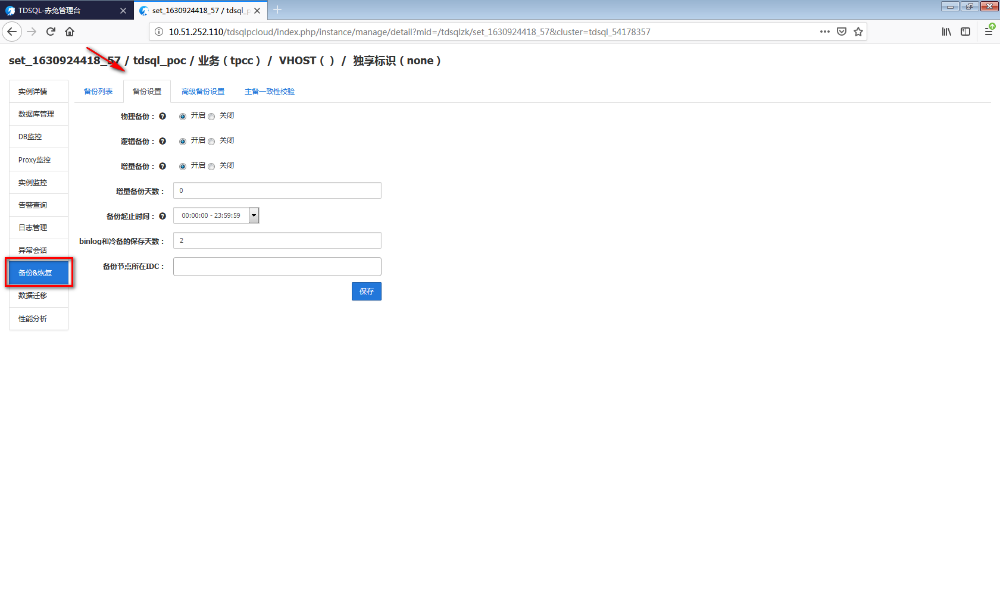 TDSQL-赤兔管理台
set_1630924418_57 / tdsql_p
10.51.252.110/tdsqlpcloud/index.php/instance/manage/detail?mid=/tdsqlzk/set_1630924418_57&cluster=tdsql_54178357
set_1630924418_57 / tdsql_poc / 业务 ( tpcc ) / VHOST ( ) / 独享标识 ( none )
实例详情
数据库管理
DB监控
Proxy监控
实例监控
告警查询
日志管理
异常会话
备份&恢复
数据迁移
性能分析
备份列表 备份设置 高级备份设置 主备一致性校验
物理备份： 开启 关闭
逻辑备份： 开启 关闭
增量备份： 开启 关闭
增量备份天数： 0
备份起止时间： 00:00:00 - 23:59:59
binlog和冷备的保存天数： 2
备份节点所在IDC：
保存